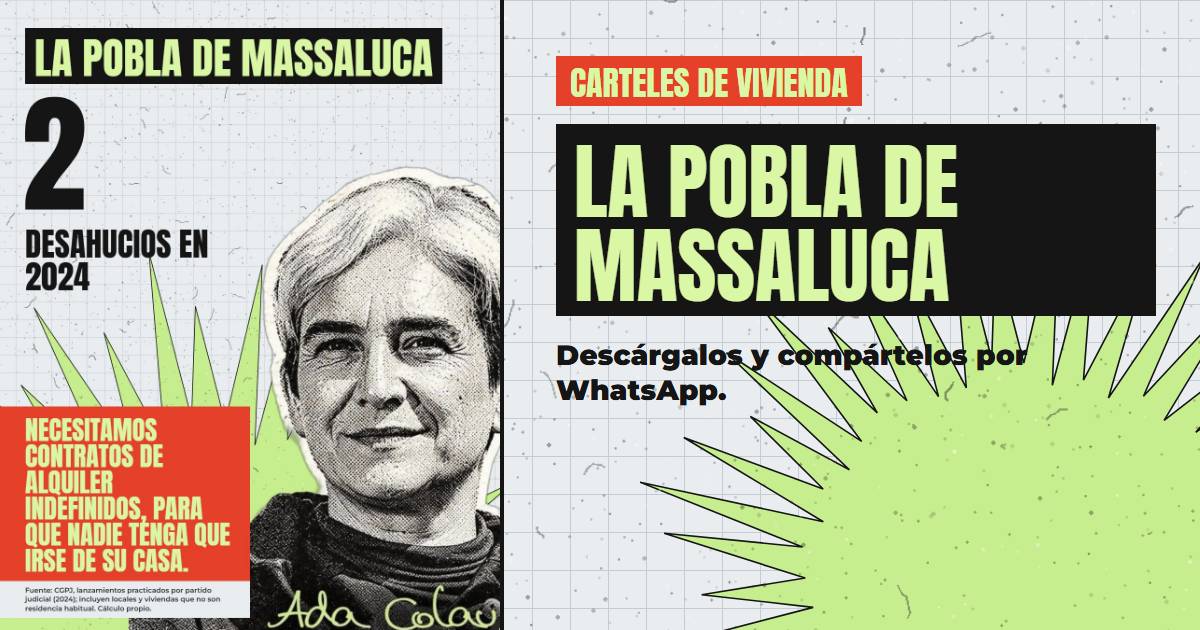 LA POBLA DE MASSALUCA
2
DESAHUCIOS EN
2024
NECESITAMOS
CONTRATOS DE
ALQUILER
INDEFINIDOS, PARA
QUE NADIE TENGA QUE
IRSE DE SU CASA.
Fuente: CGPJ, lanzamientos practicados por partido
judicial (2024); incluyen locales y viviendas que no son
residencia habitual. Cálculo propio.
Ada Colau
CARTELES DE VIVIENDA
LA POBLA DE
MASSALUCA
Descárgalos y compártelos por
WhatsApp.